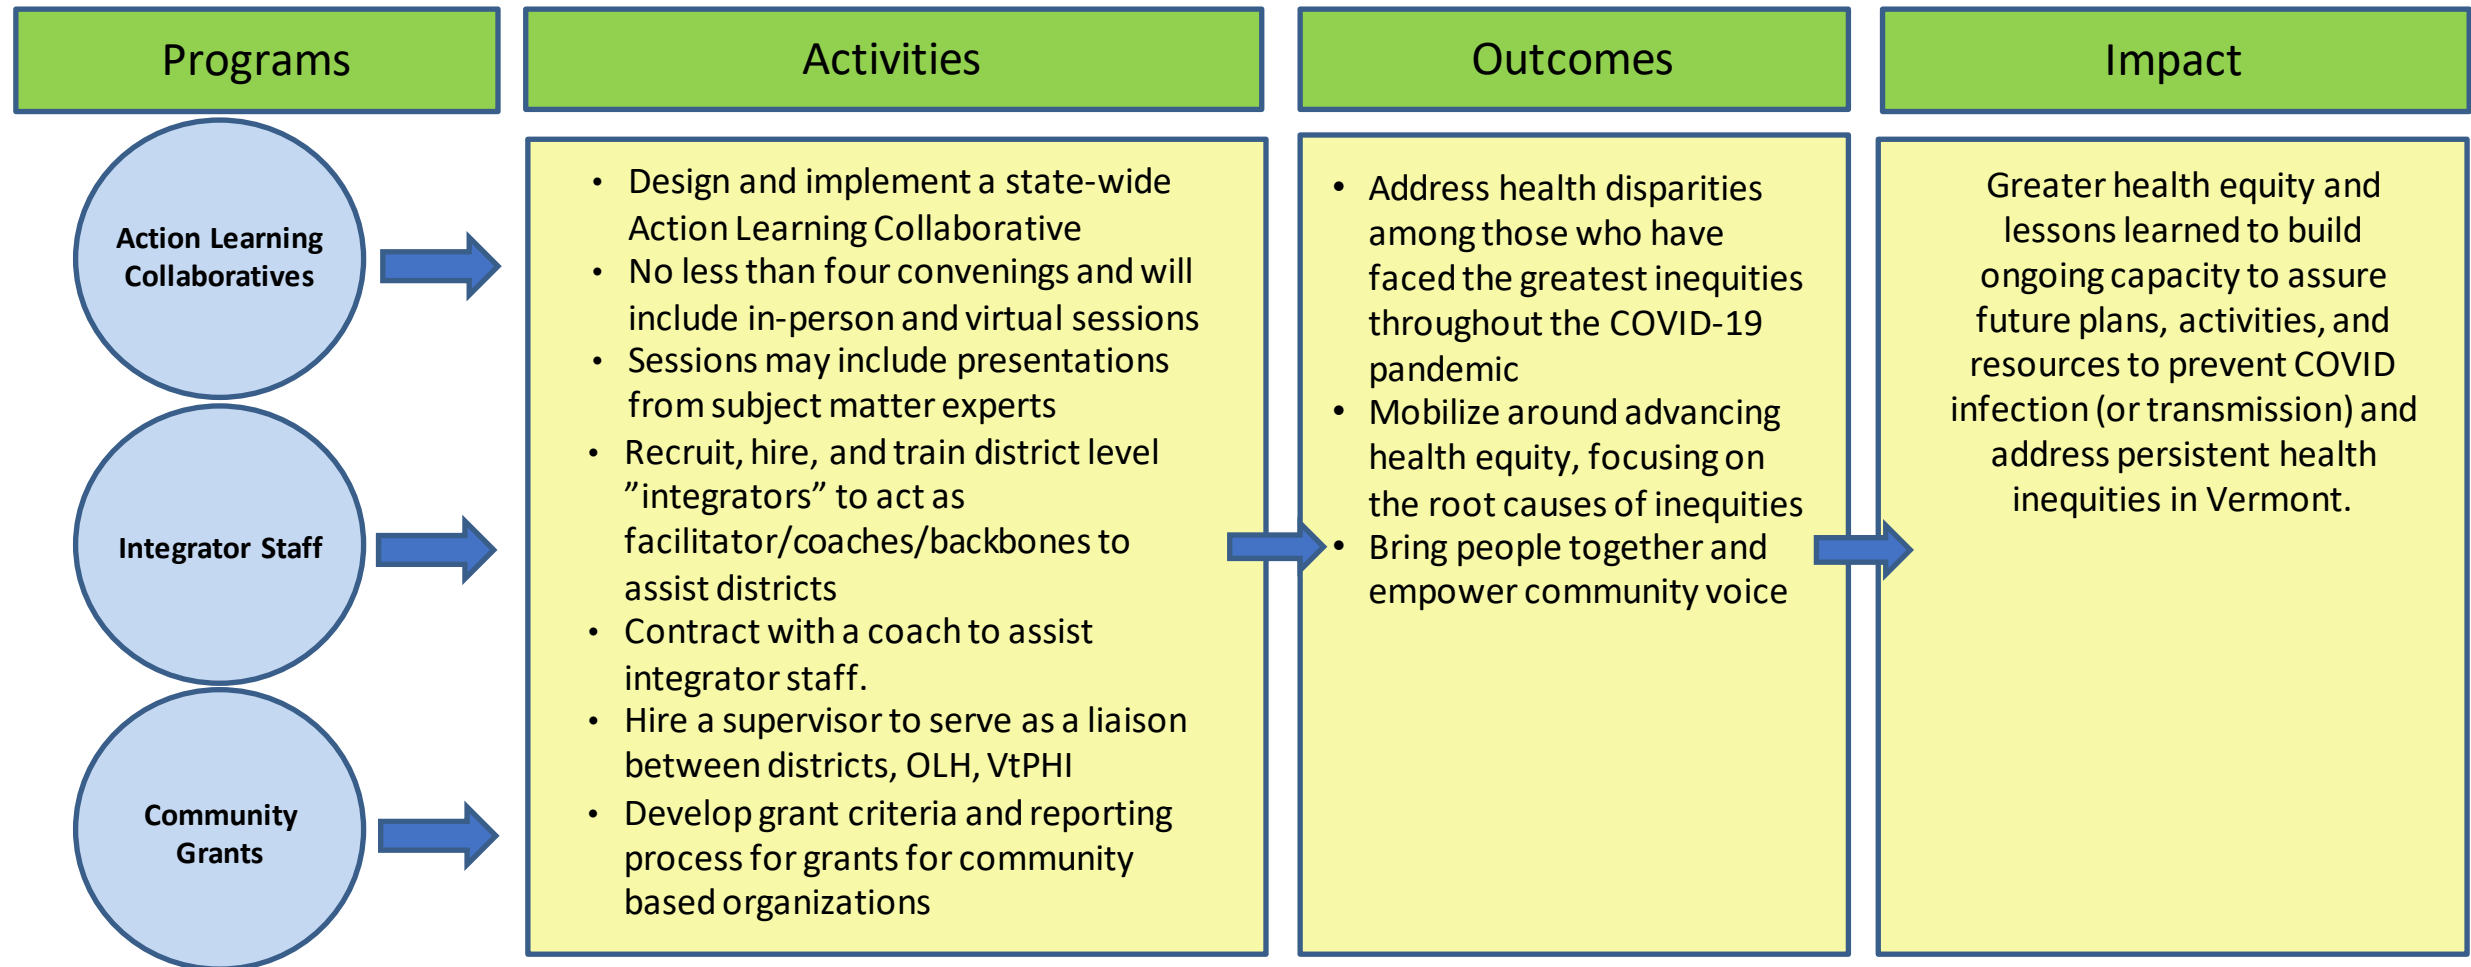 Programs
Activities
Outcomes
Impact
Action Learning
Collaboratives
Integrator Staff
Community
Grants
• Design and implement a state-wide
Action Learning Collaborative
• No less than four convenings and will
include in-person and virtual sessions
• Sessions may include presentations
from subject matter experts
• Recruit, hire, and train district level
”integrators” to act as
facilitator/coaches/backbones to
assist districts
• Contract with a coach to assist
integrator staff.
• Hire a supervisor to serve as a liaison
between districts, OLH, VtPHI
• Develop grant criteria and reporting
process for grants for community
based organizations
• Address health disparities
among those who have
faced the greatest inequities
throughout the COVID-19
pandemic
• Mobilize around advancing
health equity, focusing on
the root causes of inequities
• Bring people together and
empower community voice
Greater health equity and
lessons learned to build
ongoing capacity to assure
future plans, activities, and
resources to prevent COVID
infection (or transmission) and
address persistent health
inequities in Vermont.